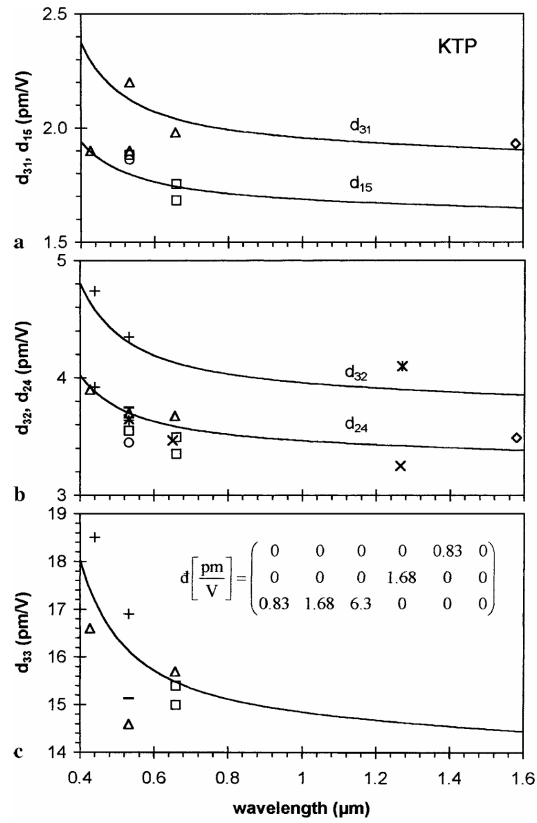 2.5
KTP
d31, d15 (pm/V)
2.0
d31
d15
1.5
a
5
d32, d24 (pm/V)
d32
4
d24
3
b
19
18
đ[pm/V]=
0 0 0 0 0.83 0
0 0 0 1.68 0 0
0.83 1.68 6.3 0 0 0
17
d33 (pm/V)
16
15
14
c
0.4 0.6 0.8 1 1.2 1.4 1.6
wavelength (µm)